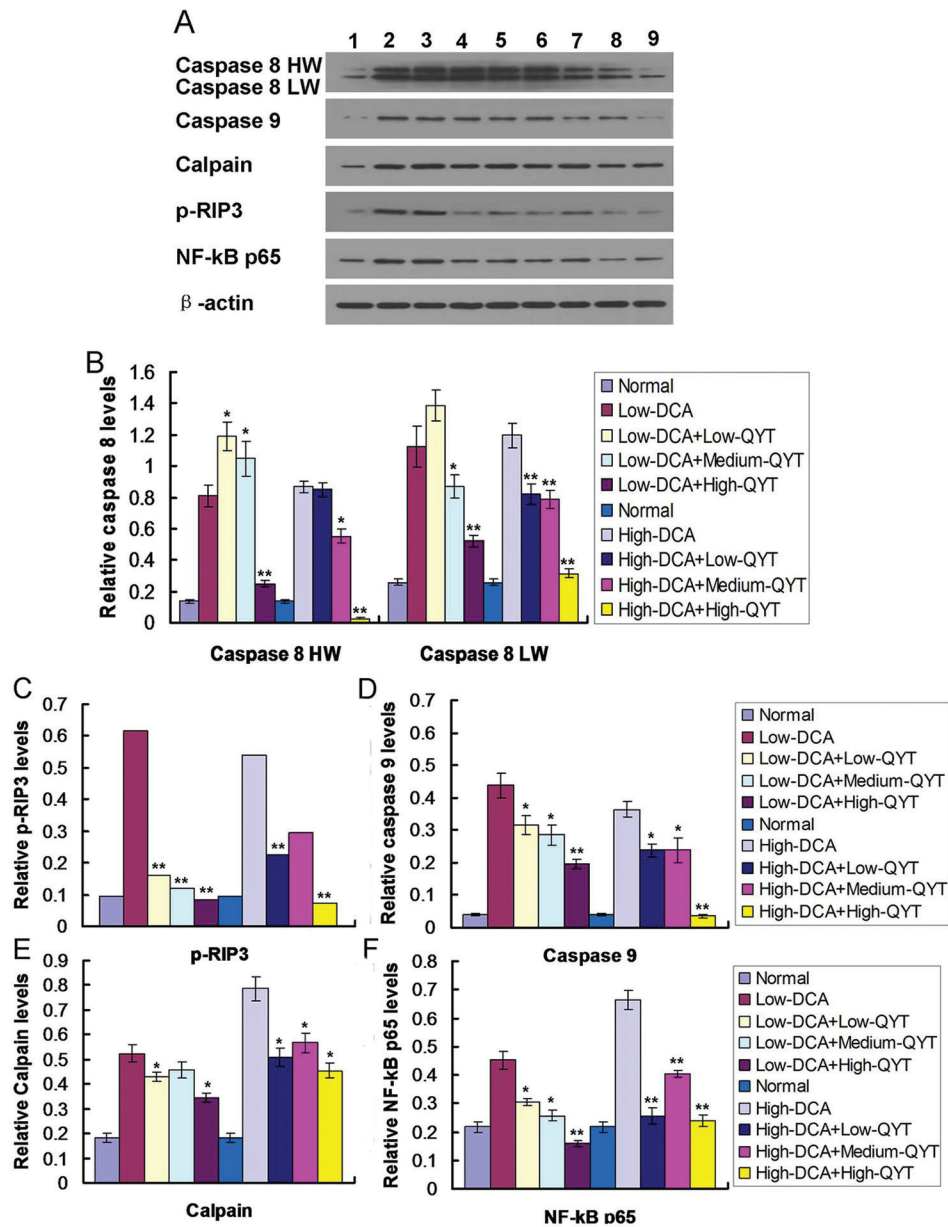 A
1 2 3 4 5 6 7 8 9
Caspase 8 HW
Caspase 8 LW
Caspase 9
Calpain
p-RIP3
NF-kB p65
β-actin
B
Relative caspase 8 levels
1.6
1.4
1.2
1
0.8
0.6
0.4
0.2
0
* * ** * ** * ** ** ** **
Caspase 8 HW
Caspase 8 LW
Normal
Low-DCA
Low-DCA+Low-QYT
Low-DCA+Medium-QYT
Low-DCA+High-QYT
Normal
High-DCA
High-DCA+Low-QYT
High-DCA+Medium-QYT
High-DCA+High-QYT
C
Relative p-RIP3 levels
0.7
0.6
0.5
0.4
0.3
0.2
0.1
0
** ** ** ** **
p-RIP3
D
Relative caspase 9 levels
0.6
0.5
0.4
0.3
0.2
0.1
0
* * ** * * **
Caspase 9
Normal
Low-DCA
Low-DCA+Low-QYT
Low-DCA+Medium-QYT
Low-DCA+High-QYT
Normal
High-DCA
High-DCA+Low-QYT
High-DCA+Medium-QYT
High-DCA+High-QYT
E
Relative Calpain levels
0.9
0.8
0.7
0.6
0.5
0.4
0.3
0.2
0.1
0
* * * * *
Calpain
F
Relative NF-kB p65 levels
0.8
0.7
0.6
0.5
0.4
0.3
0.2
0.1
0
* * ** ** ** **
NF-kB p65
Normal
Low-DCA
Low-DCA+Low-QYT
Low-DCA+Medium-QYT
Low-DCA+High-QYT
Normal
High-DCA
High-DCA+Low-QYT
High-DCA+Medium-QYT
High-DCA+High-QYT